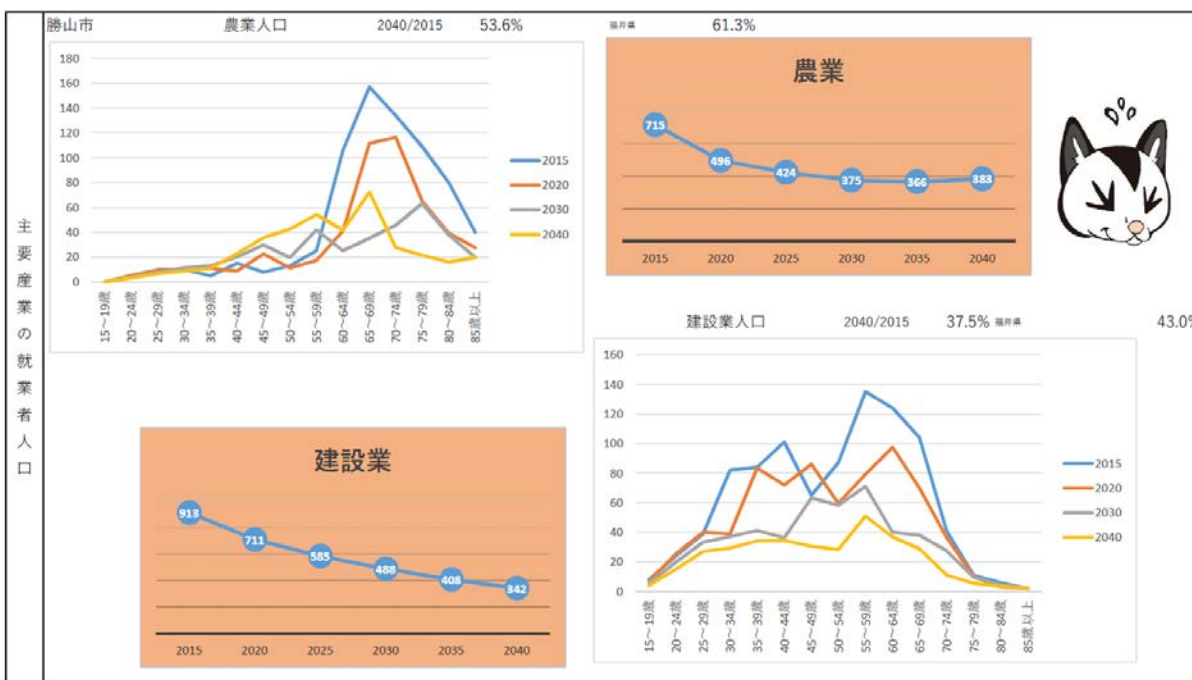 勝山市 農業人口 2040/2015 53.6% 福井県 61.3%
主要産業の就業者人口
180
160
140
120
100
80
60
40
20
0
2015
2020
2030
2040
15~19歳
20~24歳
25~29歳
30~34歳
35~39歳
40~44歳
45~49歳
50~54歳
55~59歳
60~64歳
65~69歳
70~74歳
75~79歳
80~84歳
85歳以上
農業
715
496
424
375
366
383
2015 2020 2025 2030 2035 2040
建設業人口 2040/2015 37.5% 福井県 43.0%
建設業
913
711
585
488
408
342
2015 2020 2025 2030 2035 2040
160
140
120
100
80
60
40
20
0
2015
2020
2030
2040
15~19歳
20~24歳
25~29歳
30~34歳
35~39歳
40~44歳
45~49歳
50~54歳
55~59歳
60~64歳
65~69歳
70~74歳
75~79歳
80~84歳
85歳以上